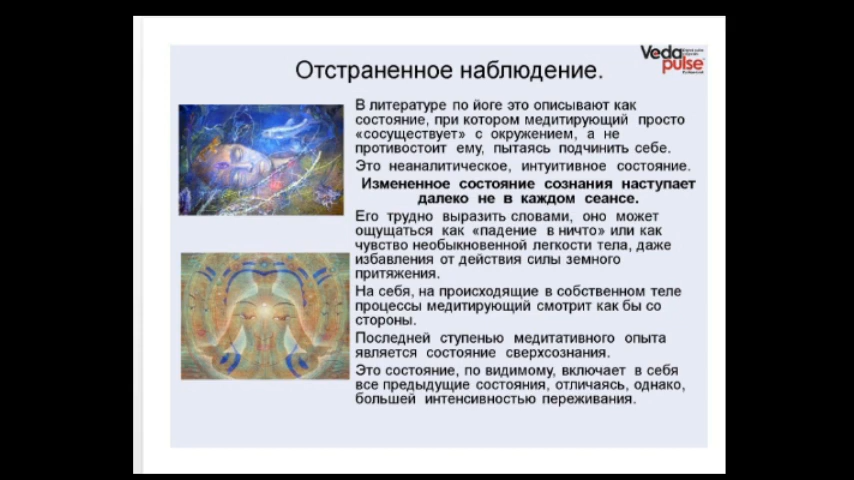 Отстраненное наблюдение.
Veda
pulse
В литературе по йоге это описывают как
состояние, при котором медитирующий просто
«сосуществует» с окружением, а не
противостоит ему, пытаясь подчинить себе.
Это неаналитическое, интуитивное состояние.
Измененное состояние сознания наступает
далеко не в каждом сеансе.
Его трудно выразить словами, оно может
ощущаться как «падение в ничто» или как
чувство необыкновенной легкости тела, даже
избавления от действия силы земного
притяжения.
На себя, на происходящие в собственном теле
процессы медитирующий смотрит как бы со
стороны.
Последней ступенью медитативного опыта
является состояние сверхсознания.
Это состояние, по видимому, включает в себя
все предыдущие состояния, отличаясь, однако,
большей интенсивностью переживания.